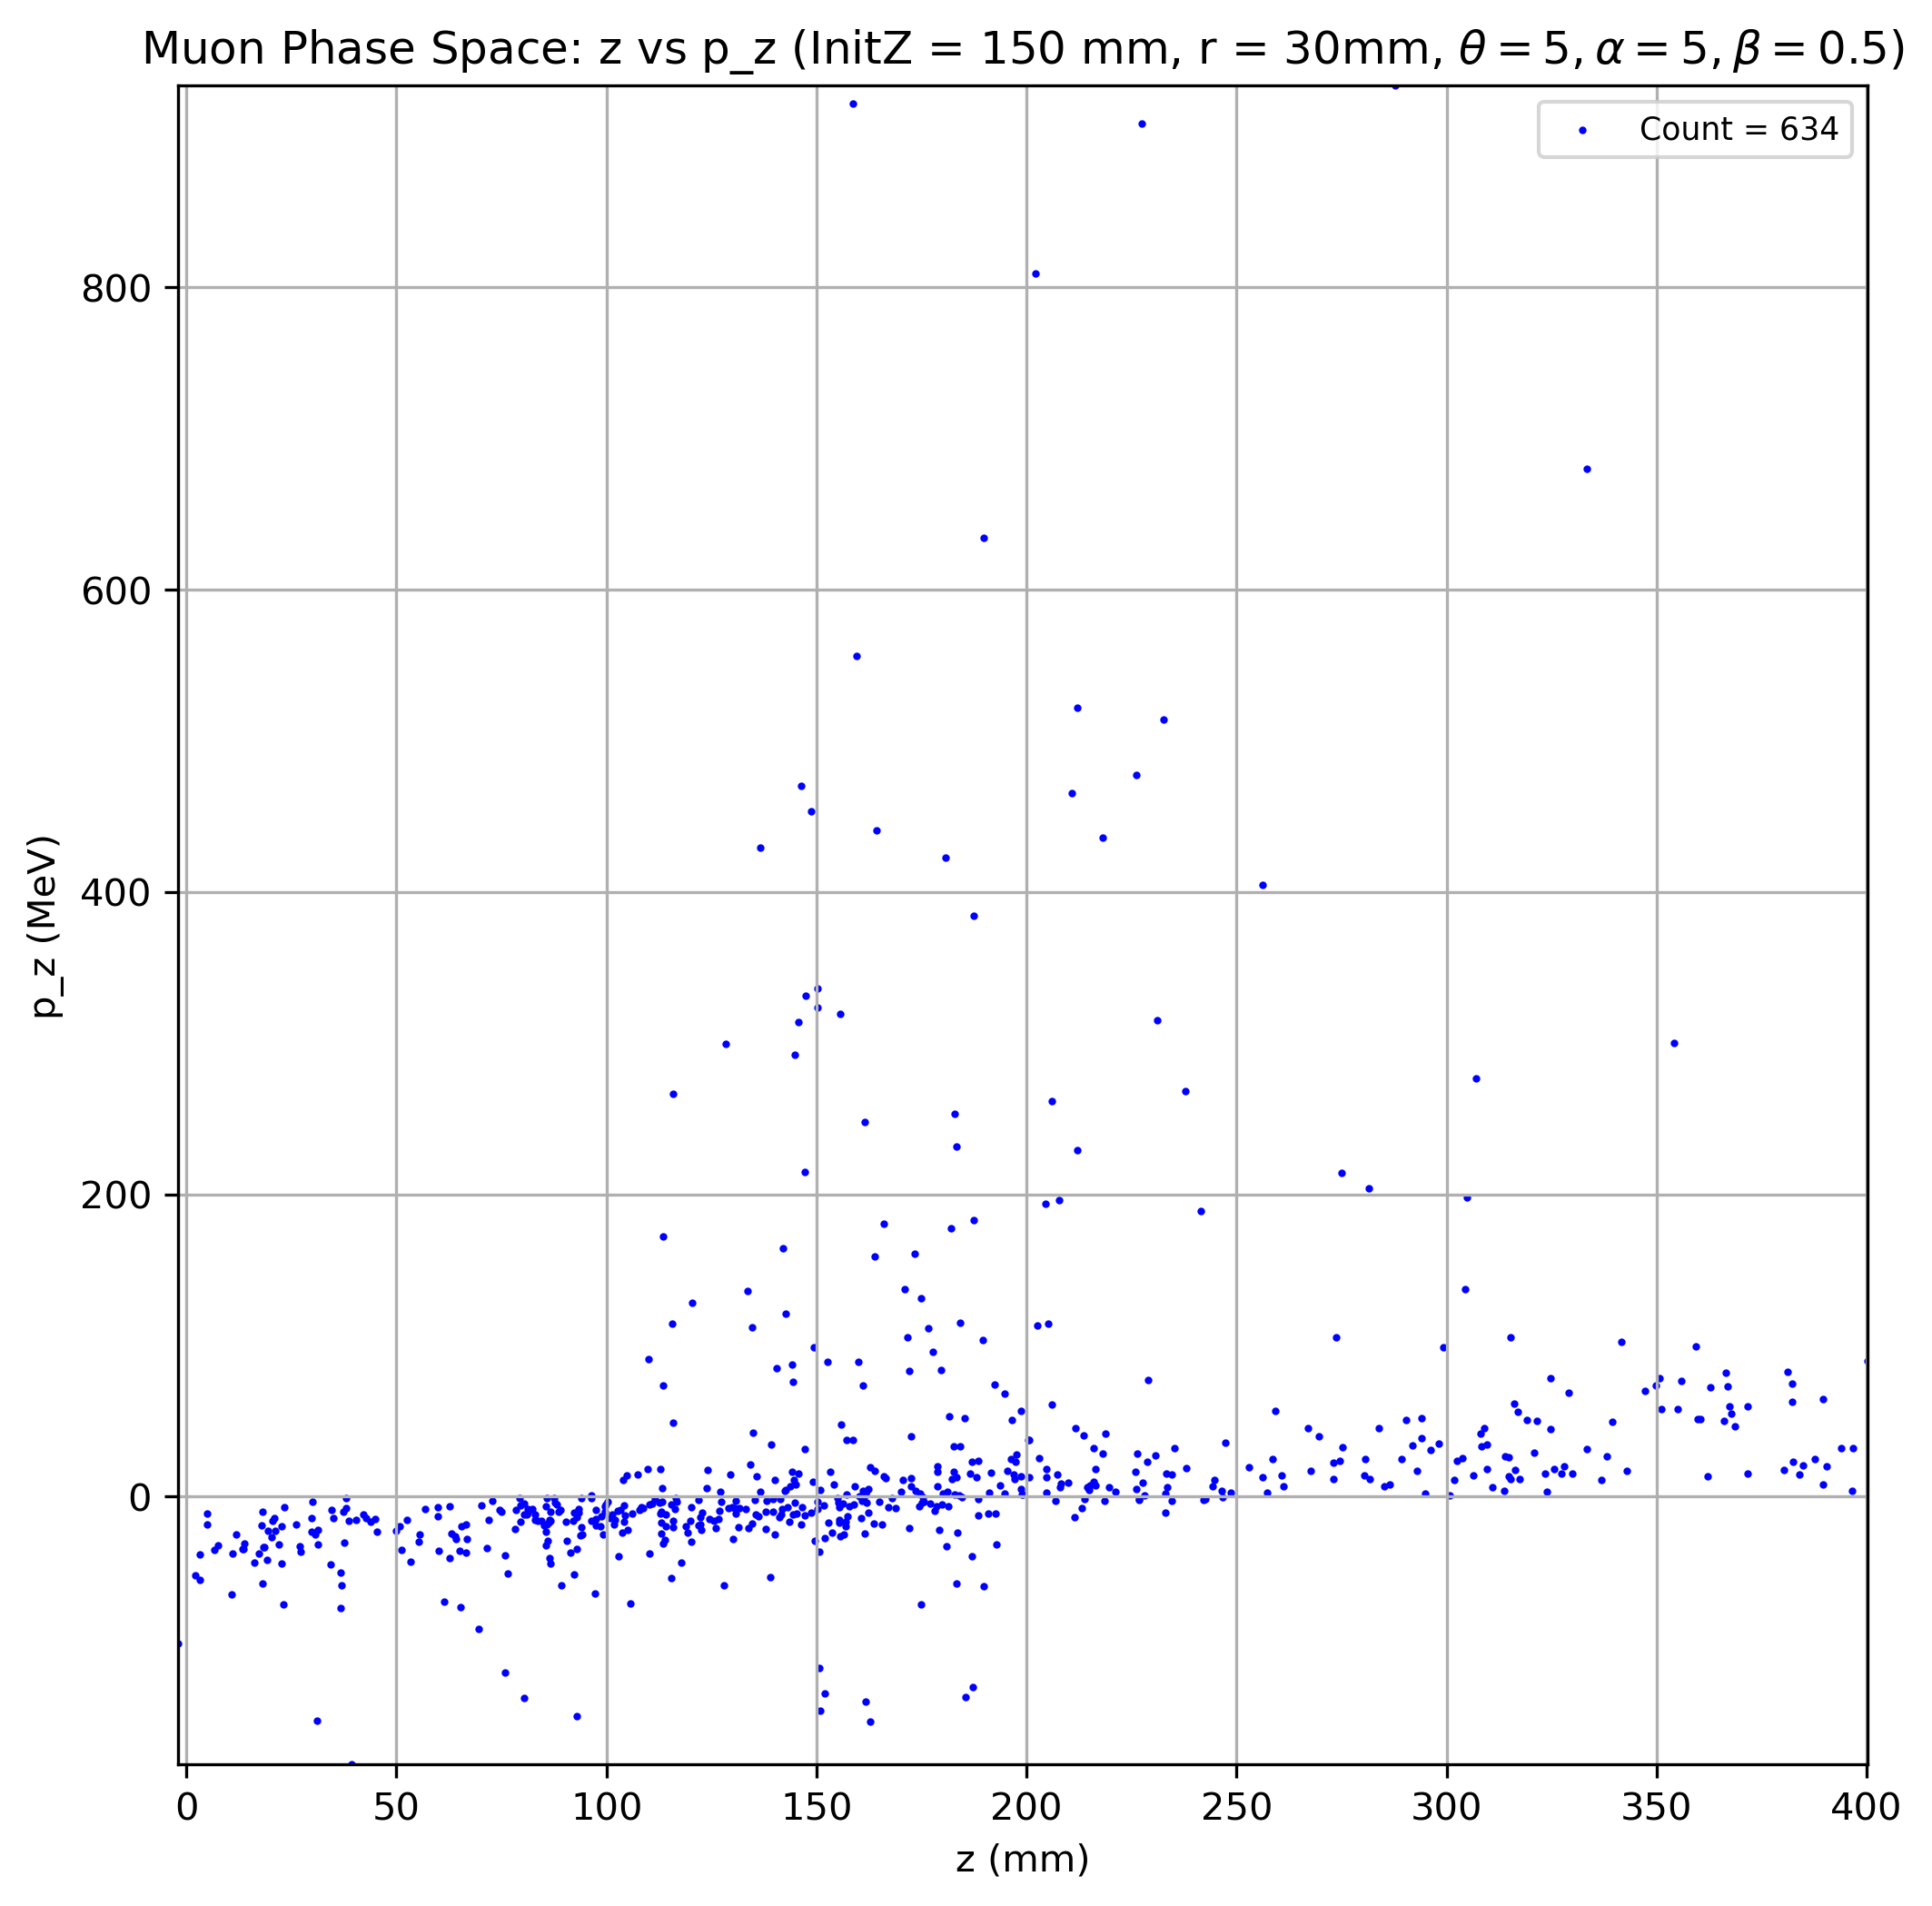 Muon Phase Space: z vs p_z (InitZ = 150 mm, r = 30mm, θ = 5, α = 5, β = 0.5)
Count = 634
800
600
400
200
0
p_z (MeV)
0 50 100 150 200 250 300 350 400
z (mm)